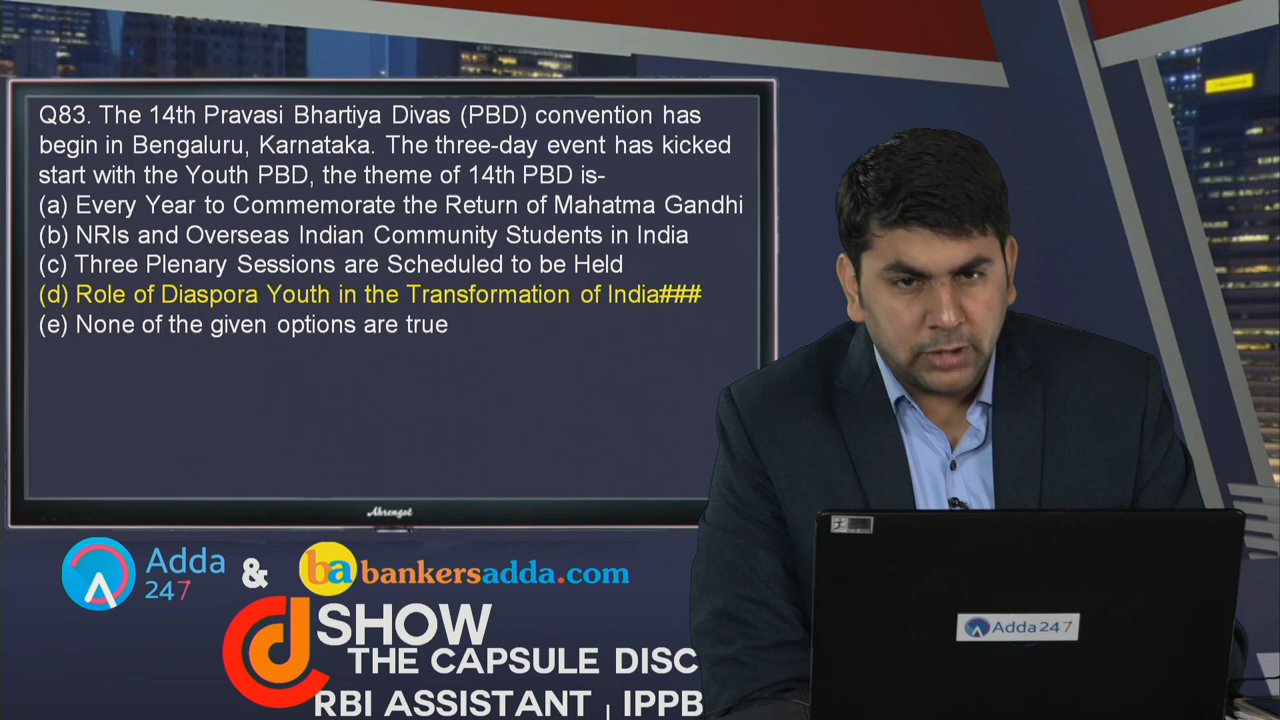 Q83. The 14th Pravasi Bhartiya Divas (PBD) convention has
begin in Bengaluru, Karnataka. The three-day event has kicked
start with the Youth PBD, the theme of 14th PBD is-
(a) Every Year to Commemorate the Return of Mahatma Gandhi
(b) NRIs and Overseas Indian Community Students in India
(c) Three Plenary Sessions are Scheduled to be Held
(d) Role of Diaspora Youth in the Transformation of India###
(e) None of the given options are true
Ahrengot
Adda
247
&
ba bankersadda.com
cd SHOW
THE CAPSULE DISC
RBI ASSISTANT | IPPB
Adda247